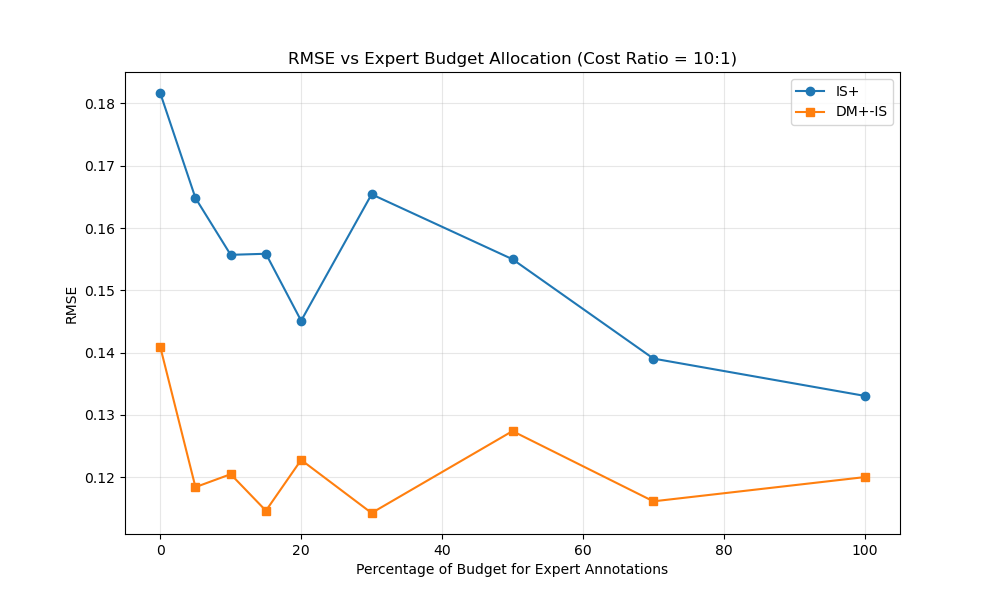 RMSE vs Expert Budget Allocation (Cost Ratio = 10:1)
IS+
DM+-IS
RMSE
0.18
0.17
0.16
0.15
0.14
0.13
0.12
0 20 40 60 80 100
Percentage of Budget for Expert Annotations